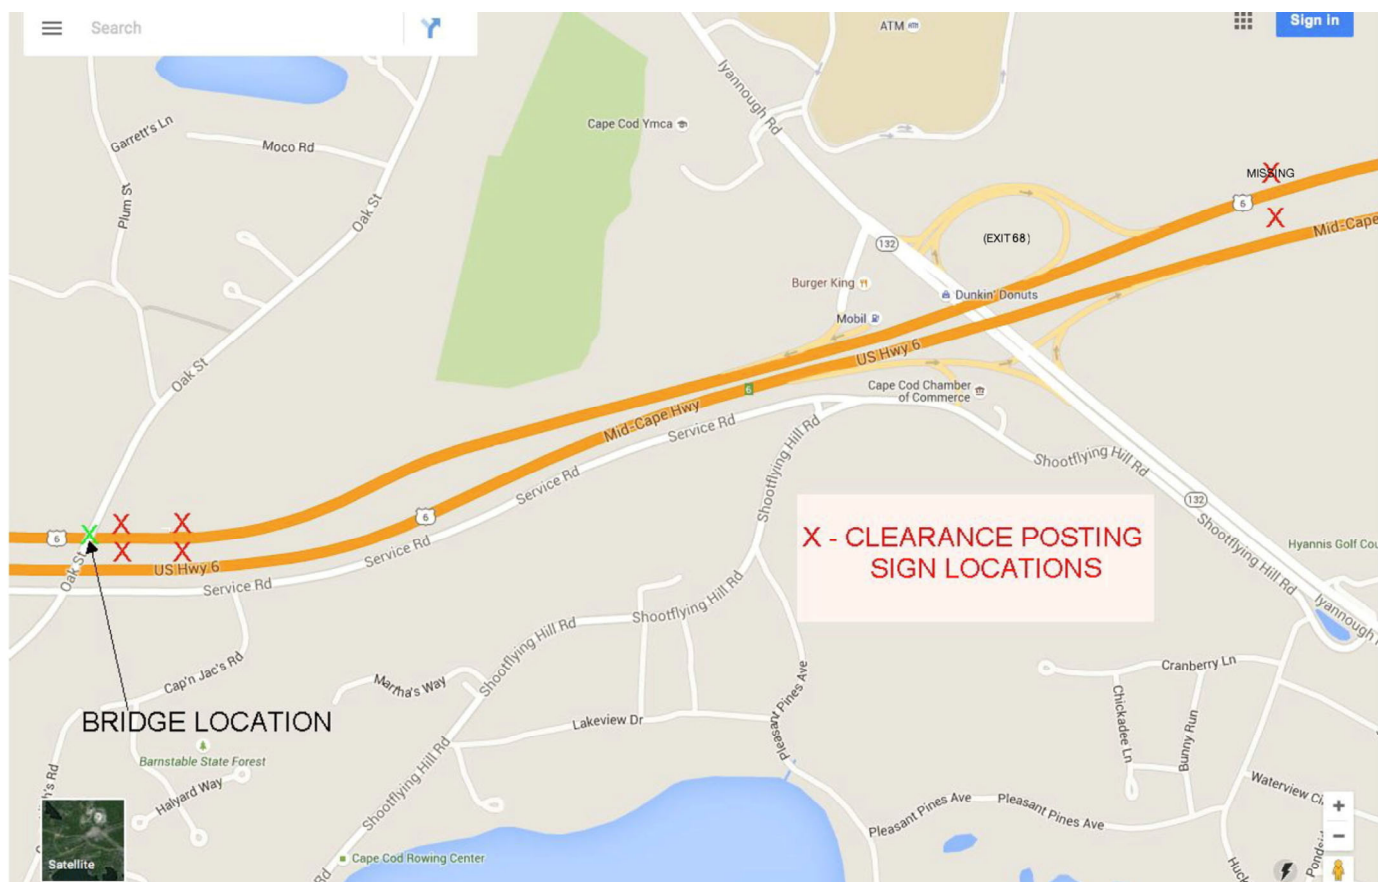 Search
Sign in
ATM
Iyannough Rd
Cape Cod Ymca
Garrett's Ln
Moco Rd
Plum St
Oak St
MISSING
X
6
X
Mid-Cape
132
(EXIT 68)
Burger King
Dunkin' Donuts
Mobil
US Hwy 6
Oak St
6
Cape Cod Chamber
of Commerce
Mid-Cape Hwy
Service Rd
Shootflying Hill Rd
Shootflying Hill Rd
Service Rd
132
6
X - CLEARANCE POSTING
SIGN LOCATIONS
X X X
6
X X
Service Rd
Oak St
US Hwy 6
Service Rd
Shootflying Hill Rd
Hyannis Golf Cou
Iyannough R
Shootflying Hill Rd
Shootflying Hill Rd
Cap'n Jac's Rd
Martha's Way
Cranberry Ln
Chickadee Ln
Bunny Run
BRIDGE LOCATION
Lakeview Dr
Pleasant Pines Ave
Barnstable State Forest
Halyard Way
Shootflying Hill Rd
Waterview
Pleasant Pines Ave
Pleasant Pines Ave
+
−
Satellite
Cape Cod Rowing Center
Rd
Huck